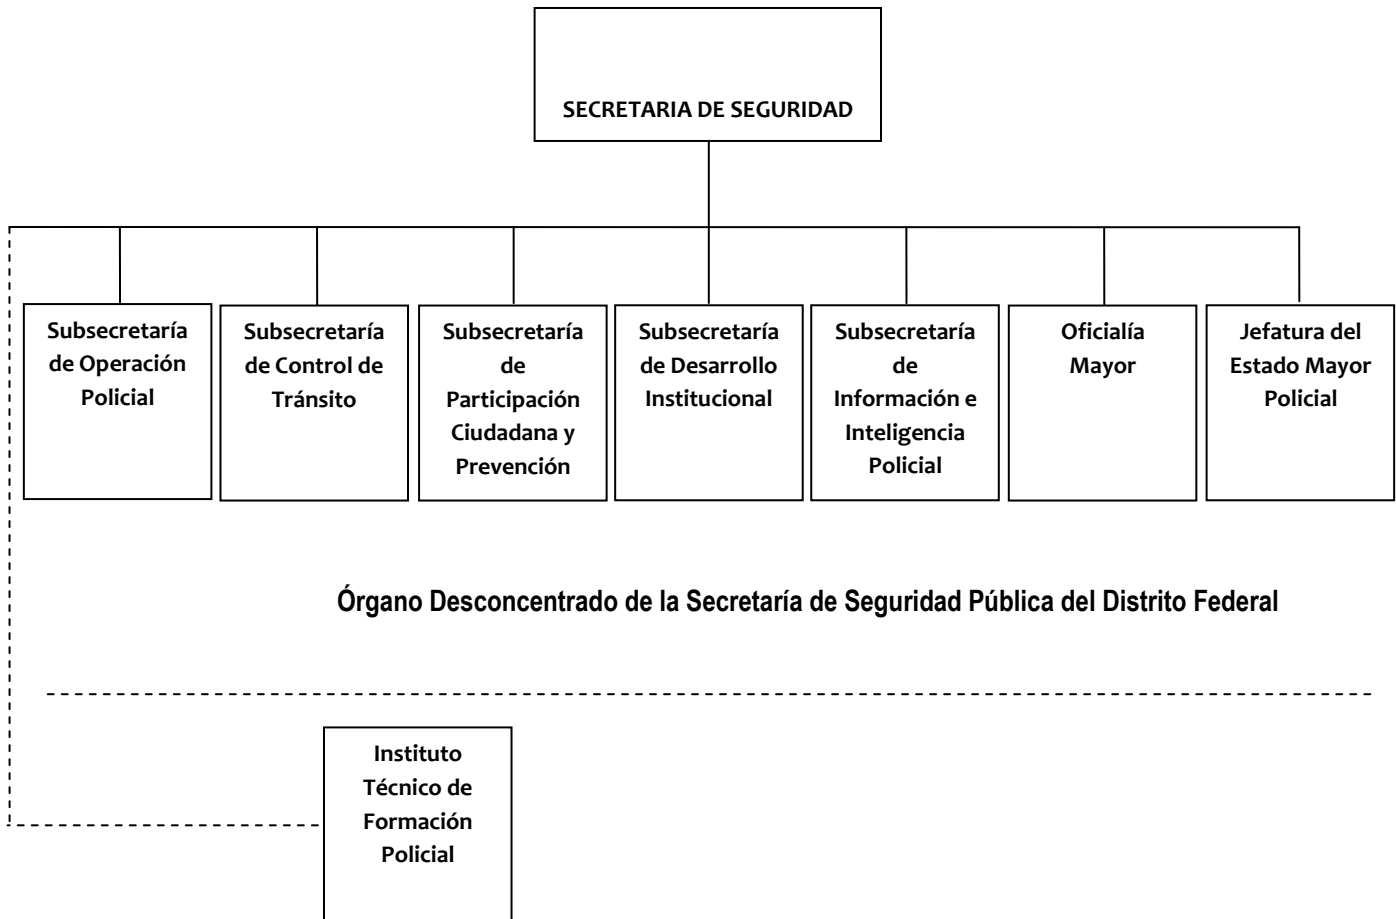 SECRETARIA DE SEGURIDAD
Subsecretaría
de Operación
Policial
Subsecretaría
de Control de
Tránsito
Subsecretaría
de
Participación
Ciudadana y
Prevención
Subsecretaría
de Desarrollo
Institucional
Subsecretaría
de
Información e
Inteligencia
Policial
Oficialía
Mayor
Jefatura del
Estado Mayor
Policial
Órgano Desconcentrado de la Secretaría de Seguridad Pública del Distrito Federal
Instituto
Técnico de
Formación
Policial